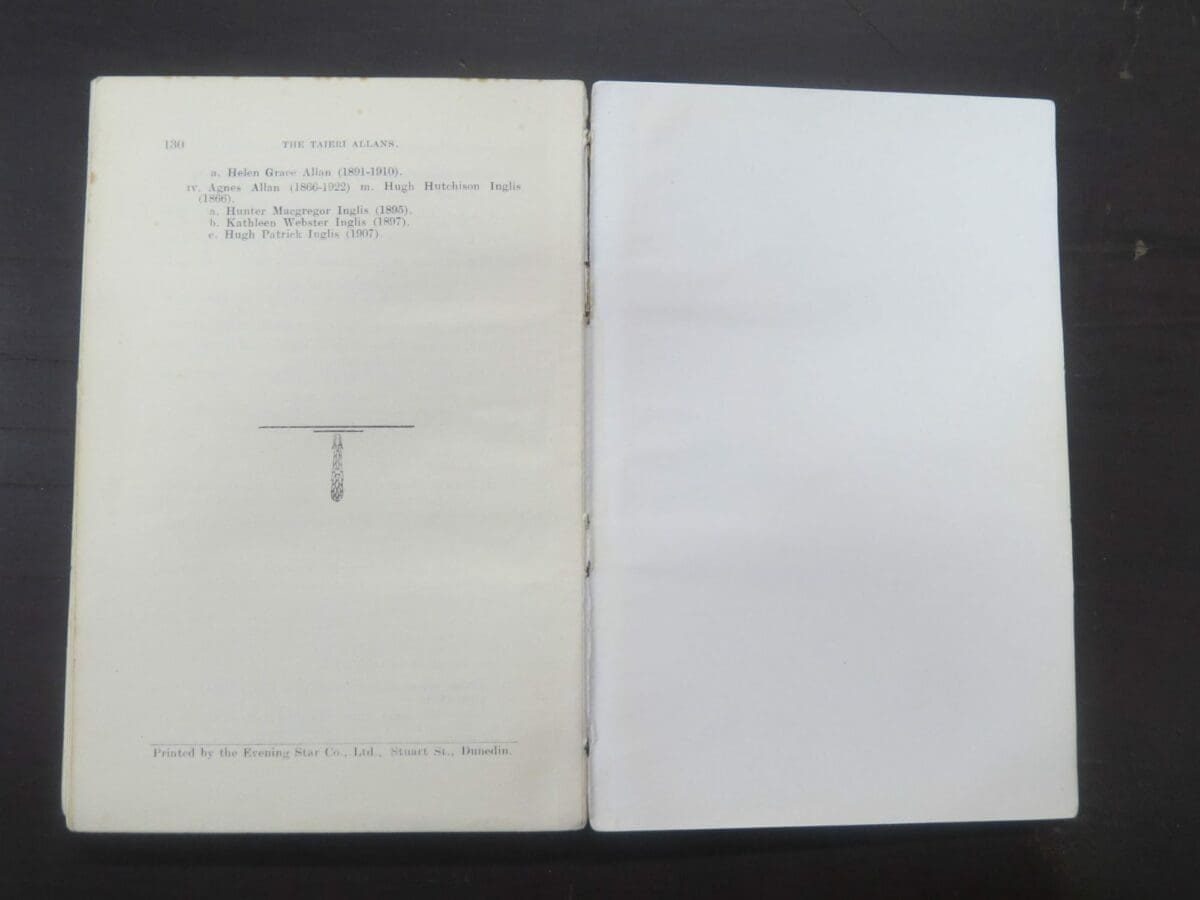 130 THE TAIERI ALLANS.
a. Helen Grace Allan (1891-1910).
IV. Agnes Allan (1866-1922) m. Hugh Hutchison Inglis
(1866).
a. Hunter Macgregor Inglis (1895).
b. Kathleen Webster Inglis (1897).
c. Hugh Patrick Inglis (1907).
Printed by the Evening Star Co., Ltd., Stuart St., Dunedin.